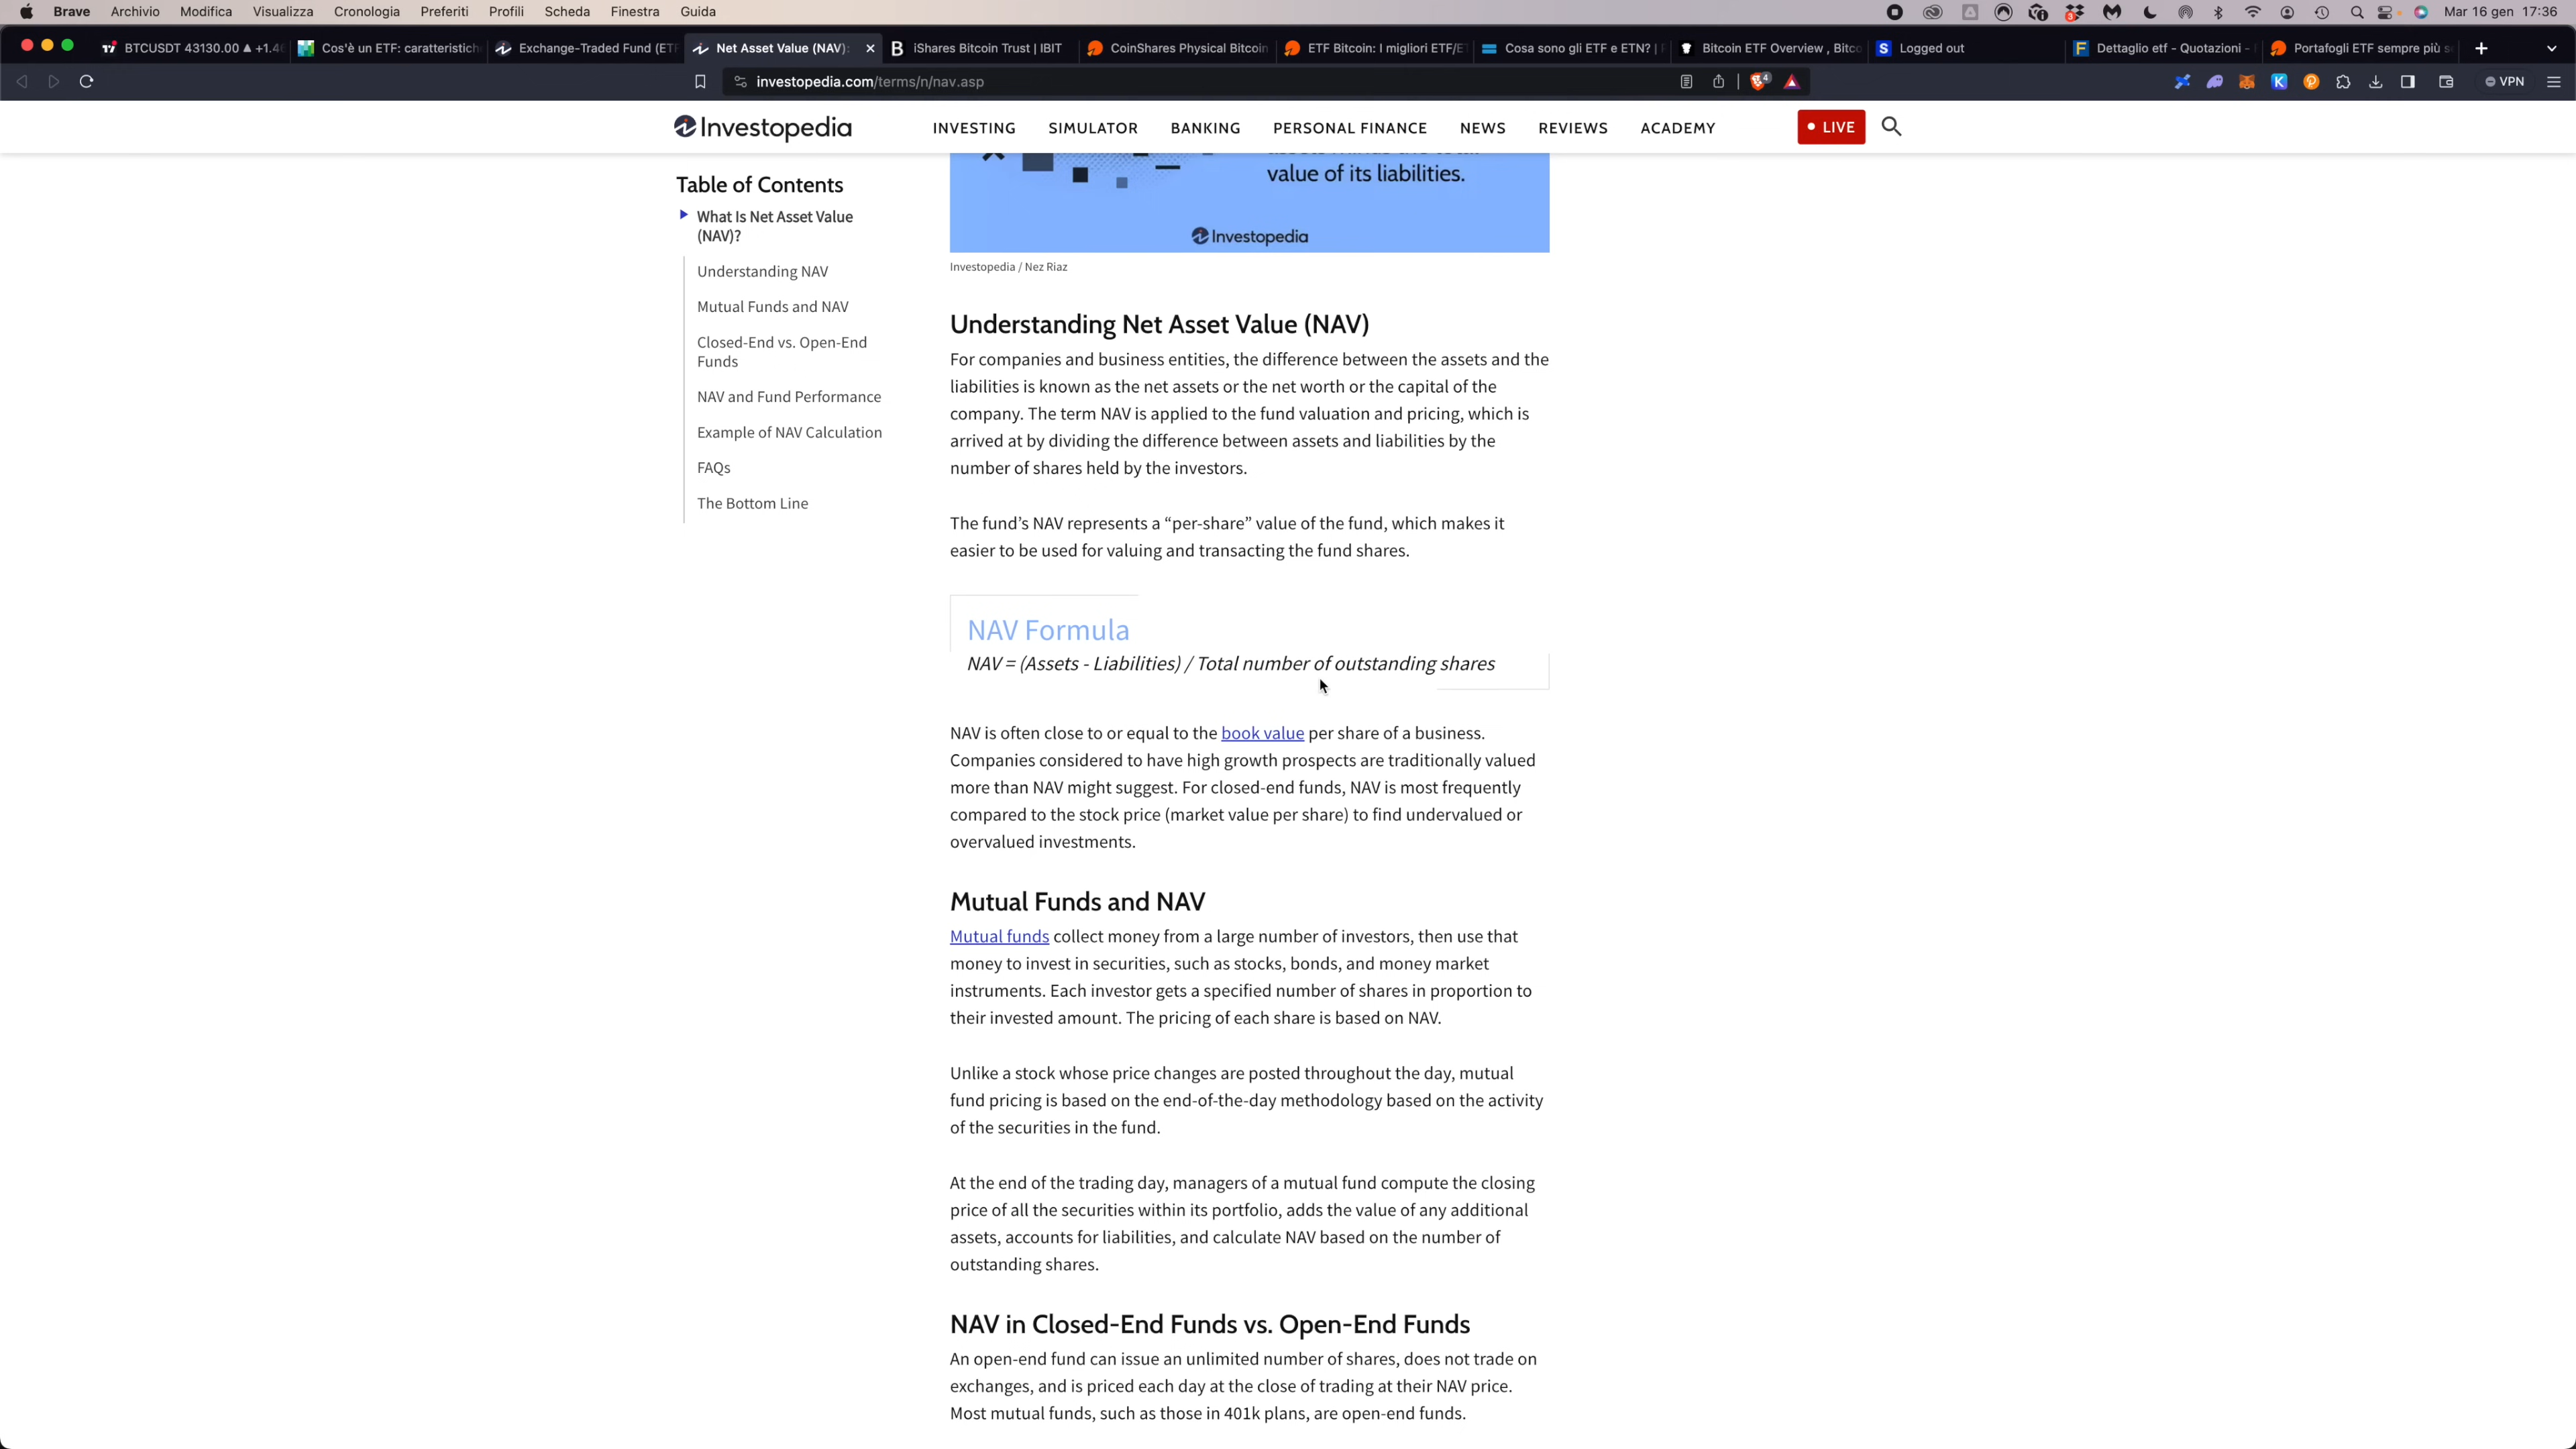 Brave Archivio Modifica Visualizza Cronologia Preferiti Profili Scheda Finestra Guida
Mar 16 gen 17:36
BTCUSDT 43130.00 ▲ +1.4
Cos'è un ETF: caratteristich
Exchange-Traded Fund (ETF
Net Asset Value (NAV):
iShares Bitcoin Trust | IBIT
CoinShares Physical Bitcoin
ETF Bitcoin: I migliori ETF/E
Cosa sono gli ETF e ETN? |
Bitcoin ETF Overview , Bitco
Logged out
Dettaglio etf - Quotazioni -
Portafogli ETF sempre più s
investopedia.com/terms/n/nav.asp
4
VPN
Investopedia
INVESTING SIMULATOR BANKING PERSONAL FINANCE NEWS REVIEWS ACADEMY
LIVE
Table of Contents
What Is Net Asset Value
(NAV)?
Understanding NAV
Mutual Funds and NAV
Closed-End vs. Open-End
Funds
NAV and Fund Performance
Example of NAV Calculation
FAQs
The Bottom Line
value of its liabilities.
Investopedia
Investopedia / Nez Riaz
Understanding Net Asset Value (NAV)
For companies and business entities, the difference between the assets and the
liabilities is known as the net assets or the net worth or the capital of the
company. The term NAV is applied to the fund valuation and pricing, which is
arrived at by dividing the difference between assets and liabilities by the
number of shares held by the investors.
The fund's NAV represents a “per-share” value of the fund, which makes it
easier to be used for valuing and transacting the fund shares.
NAV Formula
NAV = (Assets - Liabilities) / Total number of outstanding shares
NAV is often close to or equal to the book value per share of a business.
Companies considered to have high growth prospects are traditionally valued
more than NAV might suggest. For closed-end funds, NAV is most frequently
compared to the stock price (market value per share) to find undervalued or
overvalued investments.
Mutual Funds and NAV
Mutual funds collect money from a large number of investors, then use that
money to invest in securities, such as stocks, bonds, and money market
instruments. Each investor gets a specified number of shares in proportion to
their invested amount. The pricing of each share is based on NAV.
Unlike a stock whose price changes are posted throughout the day, mutual
fund pricing is based on the end-of-the-day methodology based on the activity
of the securities in the fund.
At the end of the trading day, managers of a mutual fund compute the closing
price of all the securities within its portfolio, adds the value of any additional
assets, accounts for liabilities, and calculate NAV based on the number of
outstanding shares.
NAV in Closed-End Funds vs. Open-End Funds
An open-end fund can issue an unlimited number of shares, does not trade on
exchanges, and is priced each day at the close of trading at their NAV price.
Most mutual funds, such as those in 401k plans, are open-end funds.